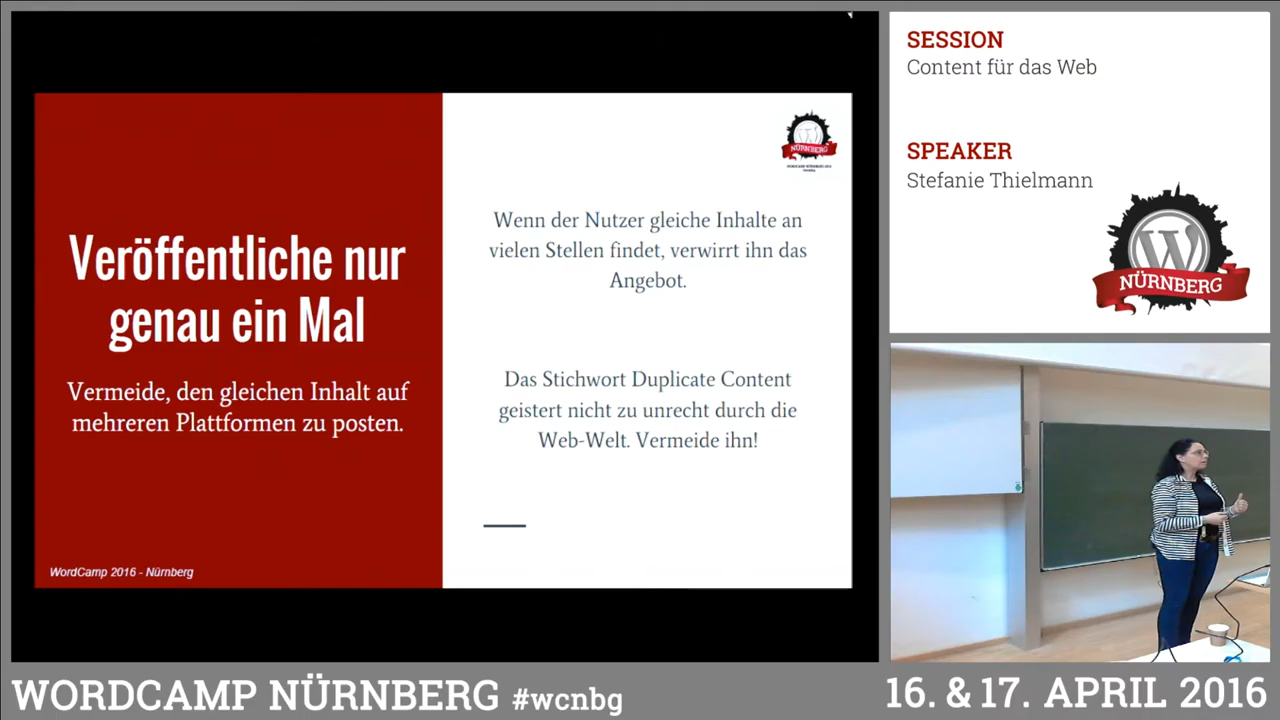 Veröffentliche nur
genau ein Mal
Vermeide, den gleichen Inhalt auf
mehreren Plattformen zu posten.
WordCamp 2016 - Nürnberg
NÜRNBERG
WORDCAMP NÜRNBERG 2016
Wenn der Nutzer gleiche Inhalte an
vielen Stellen findet, verwirrt ihn das
Angebot.
Das Stichwort Duplicate Content
geistert nicht zu unrecht durch die
Web-Welt. Vermeide ihn!
SESSION
Content für das Web
SPEAKER
Stefanie Thielmann
W
NÜRNBERG
WORDCAMP NÜRNBERG #wcnbg
16. & 17. APRIL 2016